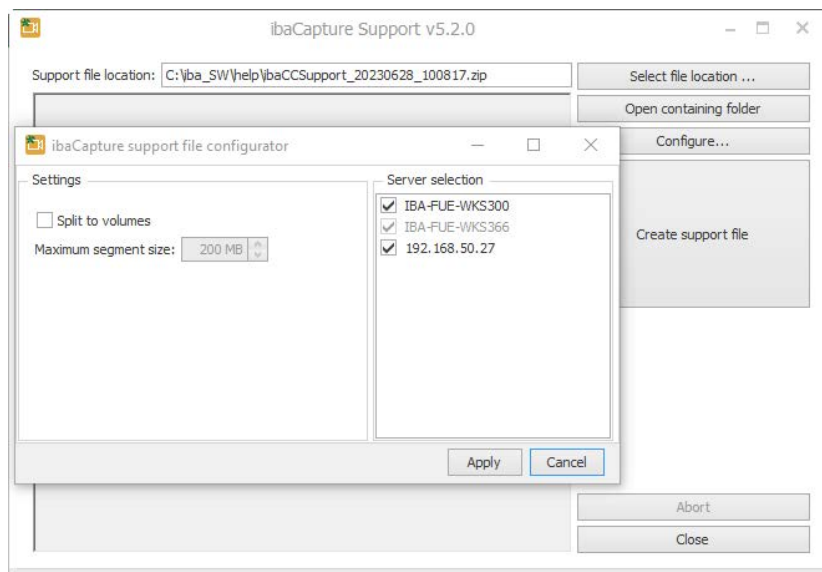 ibaCapture Support v5.2.0
Support file location: C:\iba_SW\help\ibaCCSupport_20230628_100817.zip
Select file location ...
Open containing folder
Configure...
Create support file
ibaCapture support file configurator
Settings
Split to volumes
Maximum segment size: 200 MB
Server selection
IBA-FUE-WKS300
IBA-FUE-WKS366
192.168.50.27
Apply
Cancel
Abort
Close